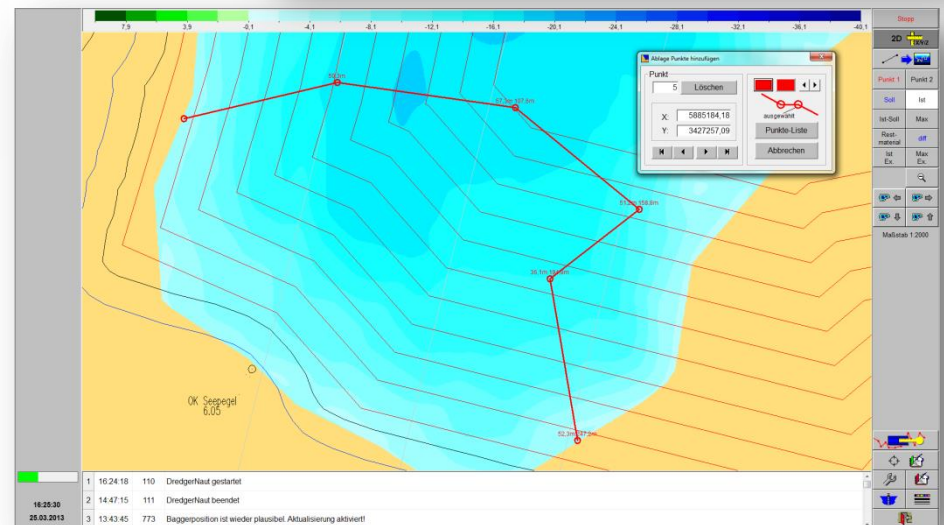 7,9 3,9 -0,1 -4,1 -8,1 -12,1 -16,1 -20,1 -24,1 -28,1 -32,1 -36,1 -40,1
Stopp
2D
Punkt 1 Punkt 2
Soll Ist
Ist-Soll Max
Rest-
material diff
Ist
Ex.
Max
Ex.
Maßstab 1:2000
Ablage Punkte hinzufügen
Punkt
5 Löschen
X: 5885184,18
Y: 3427257,09
ausgewählt
Punkte-Liste
Abbrechen
OK Seepegel
6.05
1 16:24:18 110 DredgerNaut gestartet
2 14:47:15 111 DredgerNaut beendet
3 13:43:45 773 Baggerposition ist wieder plausibel. Aktualisierung aktiviert!
16:25:30
25.03.2013